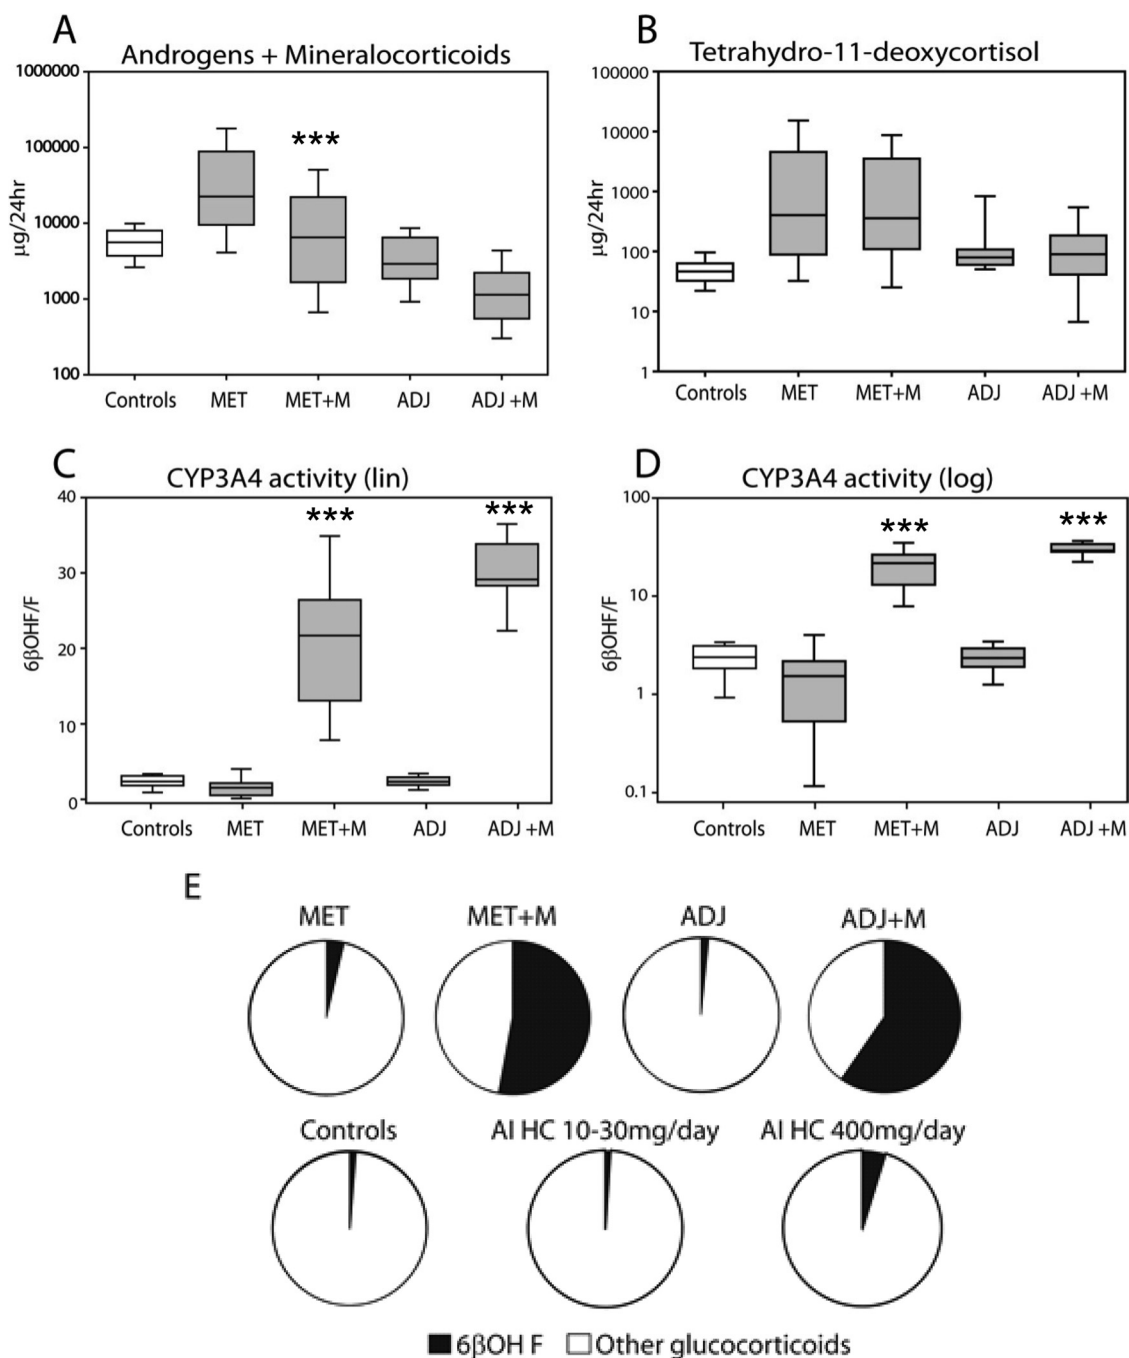 A
Androgens + Mineralocorticoids
1000000
100000
10000
1000
100
µg/24hr
***
Controls MET MET+M ADJ ADJ +M
B
Tetrahydro-11-deoxycortisol
100000
10000
1000
100
10
1
µg/24hr
Controls MET MET+M ADJ ADJ +M
C
CYP3A4 activity (lin)
40
30
20
10
0
6βOHF/F
*** ***
Controls MET MET+M ADJ ADJ +M
D
CYP3A4 activity (log)
100
10
1
0.1
6βOHF/F
*** ***
Controls MET MET+M ADJ ADJ +M
E
MET MET+M ADJ ADJ+M
Controls AI HC 10-30mg/day AI HC 400mg/day
6βOH F Other glucocorticoids